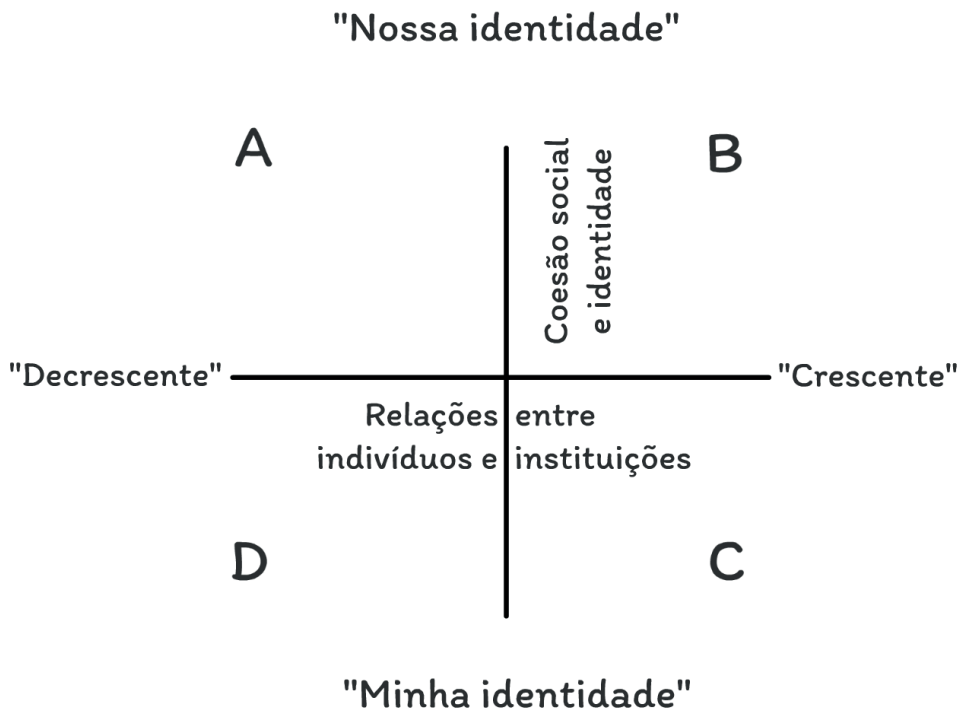 "Nossa identidade"
A
B
Coesão social
e identidade
"Decrescente"
"Crescente"
Relações entre
indivíduos e instituições
D
C
"Minha identidade"